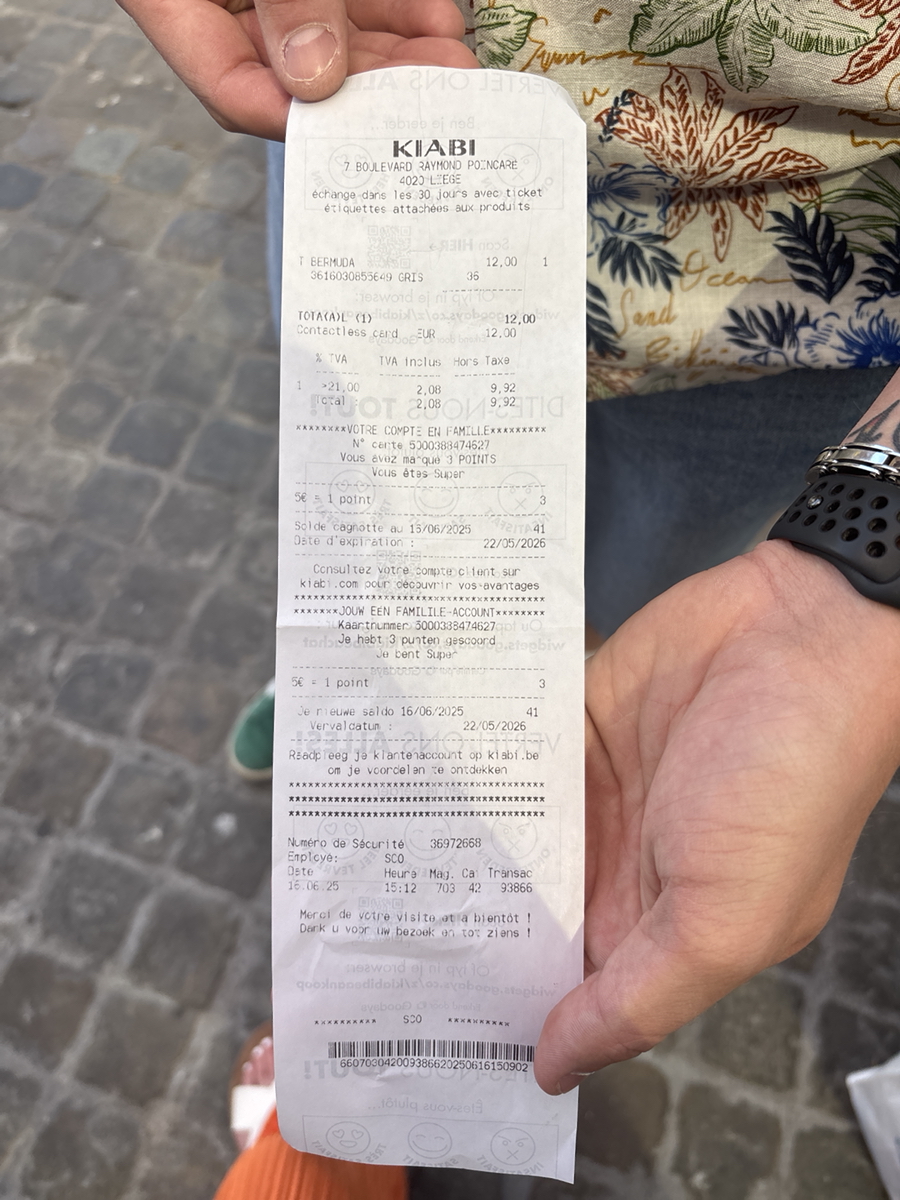 KIABI
7 BOULEVARD RAYMOND POINCARE
4020 LIEGE
échange dans les 30 jours avec ticket
étiquettes attachées aux produits
T BERMUDA 12,00 1
3616030855649 GRIS 36
TOTA(A)L (1) 12,00
Contactless card EUR 12,00
% TVA TVA inclus Hors Taxe
1 >21,00 2,08 9,92
Total 2,08 9,92
*********VOTRE COMPTE EN FAMILLE*********
N° carte 5000388474627
Vous avez marqué 3 POINTS
Vous êtes Super
5€ = 1 point 3
Solde cagnotte au 16/06/2025 41
Date d'expiration : 22/05/2026
Consultez votre compte client sur
kiabi.com pour découvrir vos avantages
*******JOUW EEN FAMILILE-ACCOUNT********
Kaartnummer 5000388474627
Je hebt 3 punten gescoord
Je bent Super
5€ = 1 point 3
Je nieuwe saldo 16/06/2025 41
Vervaldatum : 22/05/2026
Raadpleeg je klantenaccount op kiabi.be
om je voordelen te ontdekken
Numéro de Sécurité 36972668
Employé: SCO
Date Heure Mag. Ca Transac
16.06.25 15:12 703 42 93866
Merci de votre visite et a bientôt !
Dank u voor uw bezoek en tot ziens !
********** SCO **********
660703042009386620250616150902
Ocean
Sand